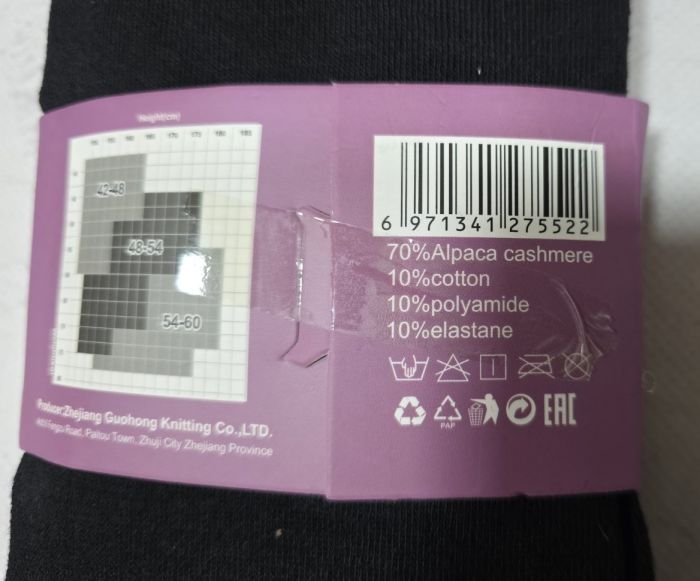 Height(cm)
42-48
48-54
54-60
Producer:Zhejiang Guohong Knitting Co.,LTD.
Road, Paitou Town, Zhuji City Zhejiang Province
6 971341 275522
70%Alpaca cashmere
10%cotton
10%polyamide
10%elastane
PAP
EAC